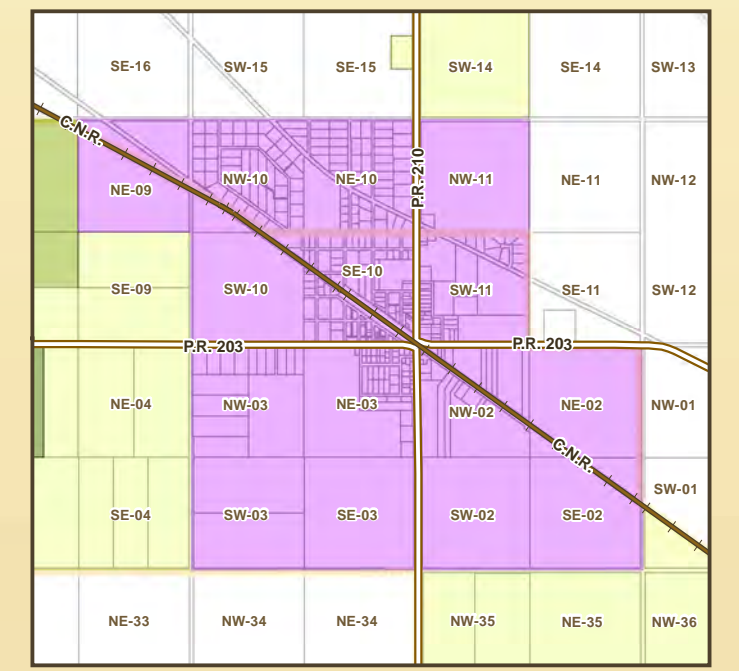 SE-16 SW-15 SE-15 SW-14 SE-14 SW-13
C.N.R.
P.R. 210
NE-09 NW-10 NE-10 NW-11 NE-11 NW-12
SE-09 SW-10 SE-10 SW-11 SE-11 SW-12
P.R. 203 P.R. 203
NE-04 NW-03 NE-03 NW-02 NE-02 NW-01
C.N.R.
SE-04 SW-03 SE-03 SW-02 SE-02 SW-01
NE-33 NW-34 NE-34 NW-35 NE-35 NW-36